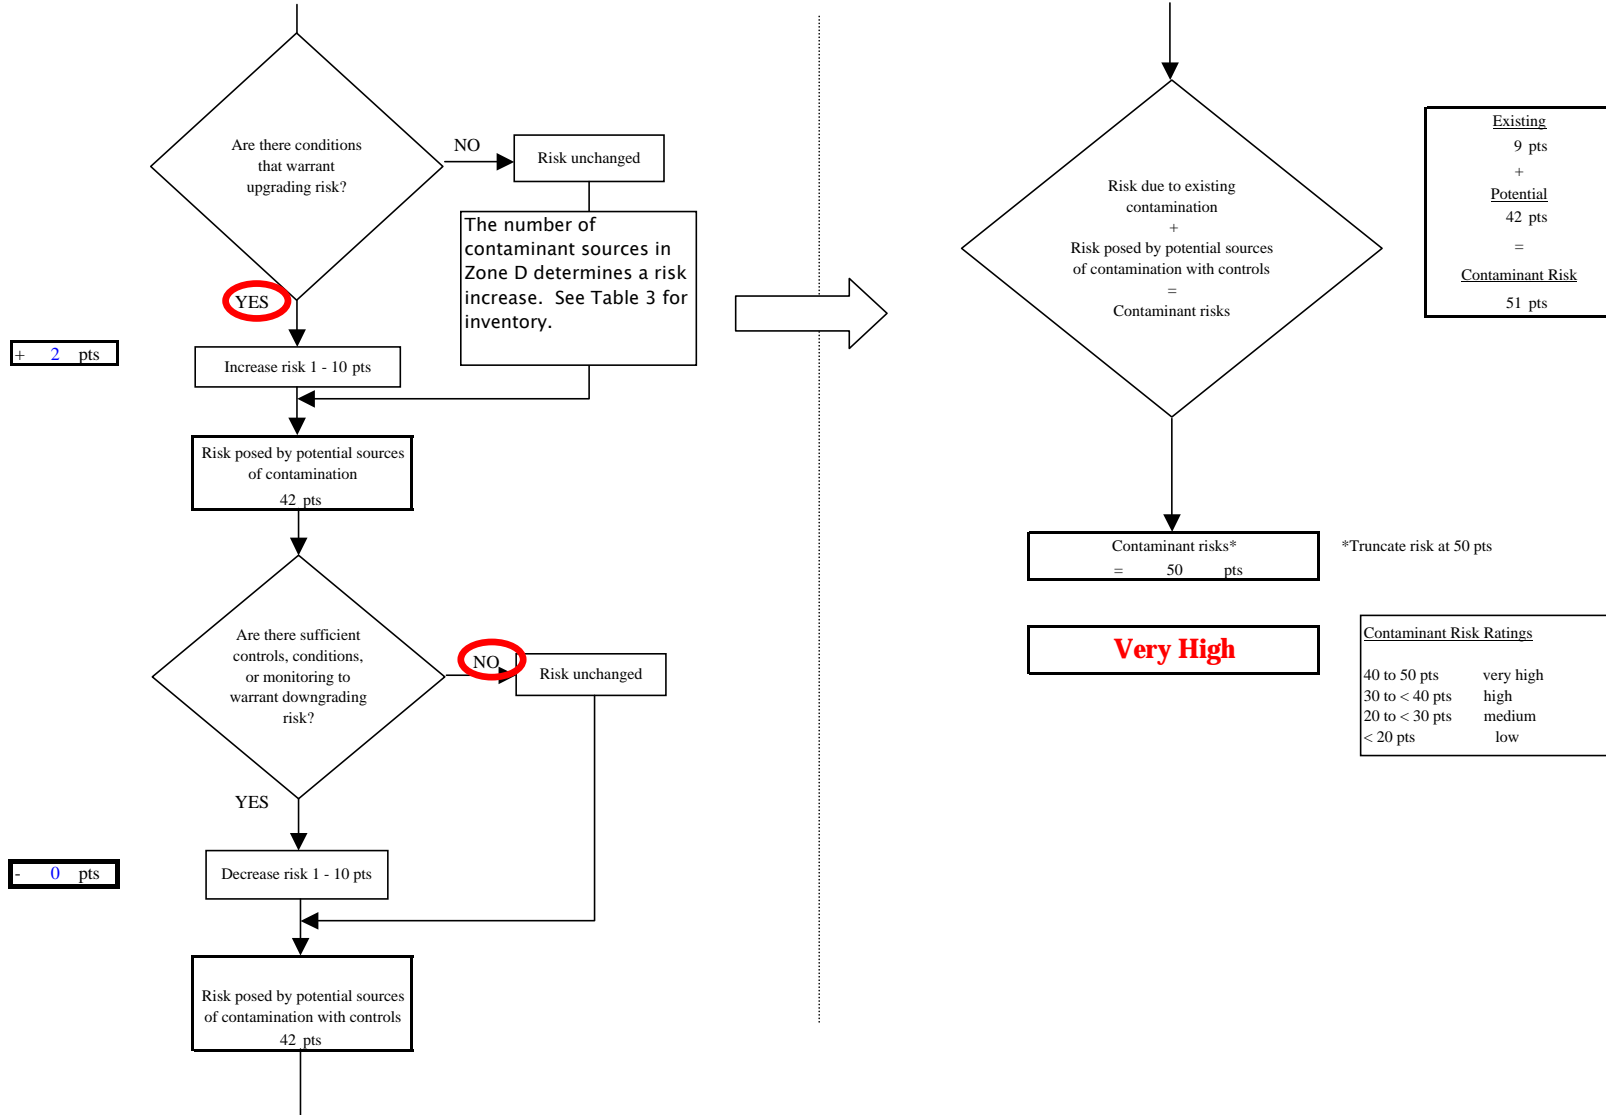 Are there conditions
that warrant
upgrading risk?
NO
Risk unchanged
The number of
contaminant sources in
Zone D determines a risk
increase.  See Table 3 for
inventory.
YES
+ 2 pts
Increase risk 1 - 10 pts
Risk posed by potential sources
of contamination
42 pts
Are there sufficient
controls, conditions,
or monitoring to
warrant downgrading
risk?
NO
Risk unchanged
YES
- 0 pts
Decrease risk 1 - 10 pts
Risk posed by potential sources
of contamination with controls
42 pts
Risk due to existing
contamination
+
Risk posed by potential sources
of contamination with controls
=
Contaminant risks
Existing
9 pts
+
Potential
42 pts
=
Contaminant Risk
51 pts
Contaminant risks*
= 50 pts
*Truncate risk at 50 pts
Very High
Contaminant Risk Ratings
40 to 50 pts very high
30 to < 40 pts high
20 to < 30 pts medium
< 20 pts low